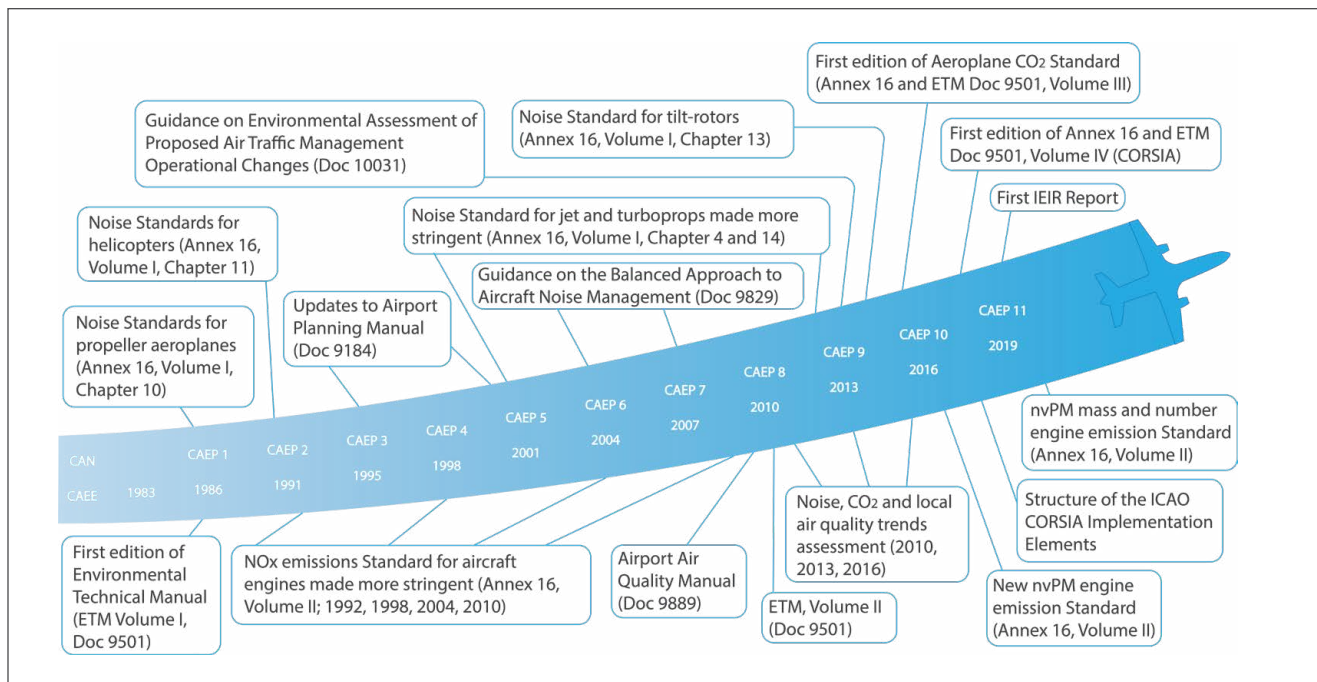 First edition of Aeroplane CO2 Standard
(Annex 16 and ETM Doc 9501, Volume III)
Guidance on Environmental Assessment of
Proposed Air Traffic Management
Operational Changes (Doc 10031)
Noise Standard for tilt-rotors
(Annex 16, Volume I, Chapter 13)
First edition of Annex 16 and ETM
Doc 9501, Volume IV (CORSIA)
First IEIR Report
Noise Standards for
helicopters (Annex 16,
Volume I, Chapter 11)
Noise Standard for jet and turboprops made more
stringent (Annex 16, Volume I, Chapter 4 and 14)
Guidance on the Balanced Approach to
Aircraft Noise Management (Doc 9829)
Updates to Airport
Planning Manual
(Doc 9184)
Noise Standards for
propeller aeroplanes
(Annex 16, Volume I,
Chapter 10)
CAN
CAEE
1983
CAEP 1
1986
CAEP 2
1991
CAEP 3
1995
CAEP 4
1998
CAEP 5
2001
CAEP 6
2004
CAEP 7
2007
CAEP 8
2010
CAEP 9
2013
CAEP 10
2016
CAEP 11
2019
First edition of
Environmental
Technical Manual
(ETM Volume I,
Doc 9501)
NOx emissions Standard for aircraft
engines made more stringent (Annex 16,
Volume II; 1992, 1998, 2004, 2010)
Airport Air
Quality Manual
(Doc 9889)
ETM, Volume II
(Doc 9501)
Noise, CO2 and local
air quality trends
assessment (2010,
2013, 2016)
New nvPM engine
emission Standard
(Annex 16, Volume II)
Structure of the ICAO
CORSIA Implementation
Elements
nvPM mass and number
engine emission Standard
(Annex 16, Volume II)